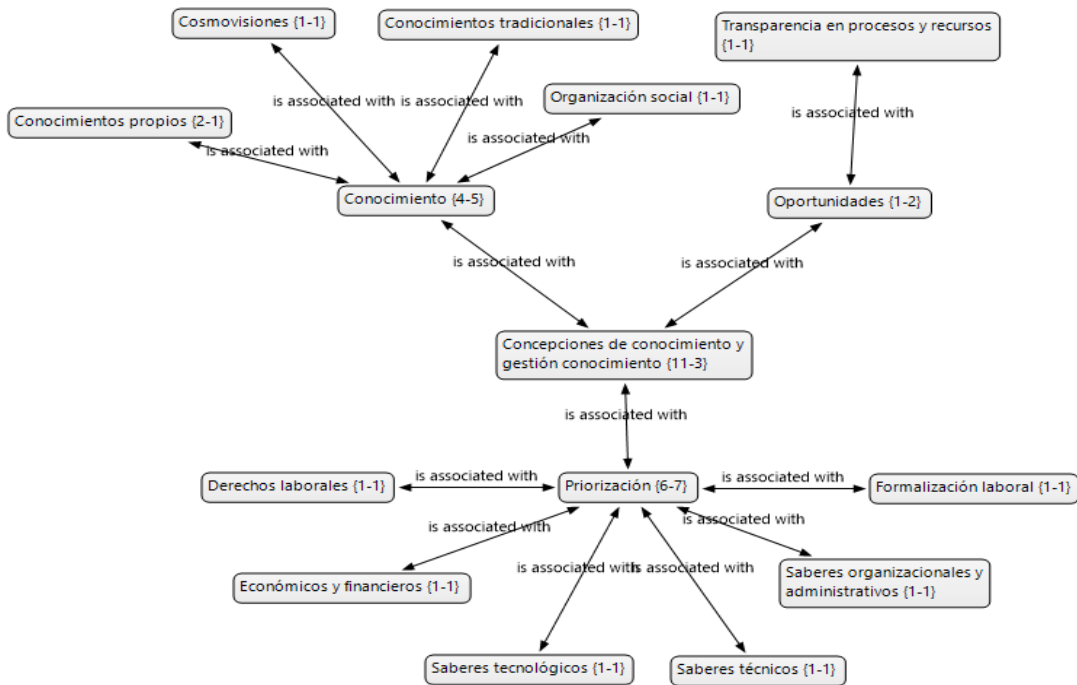 Cosmovisiones {1-1}
Conocimientos tradicionales {1-1}
Transparencia en procesos y recursos
{1-1}
is associated with
is associated with
Organización social {1-1}
is associated with
Conocimientos propios {2-1}
is associated with
is associated with
Conocimiento {4-5}
Oportunidades {1-2}
is associated with
is associated with
Concepciones de conocimiento y
gestión conocimiento {11-3}
is associated with
Derechos laborales {1-1}
is associated with
Priorización {6-7}
is associated with
Formalización laboral {1-1}
is associated with
is associated with
Económicos y financieros {1-1}
is associated with
is associated with
Saberes organizacionales y
administrativos {1-1}
Saberes tecnológicos {1-1}
Saberes técnicos {1-1}